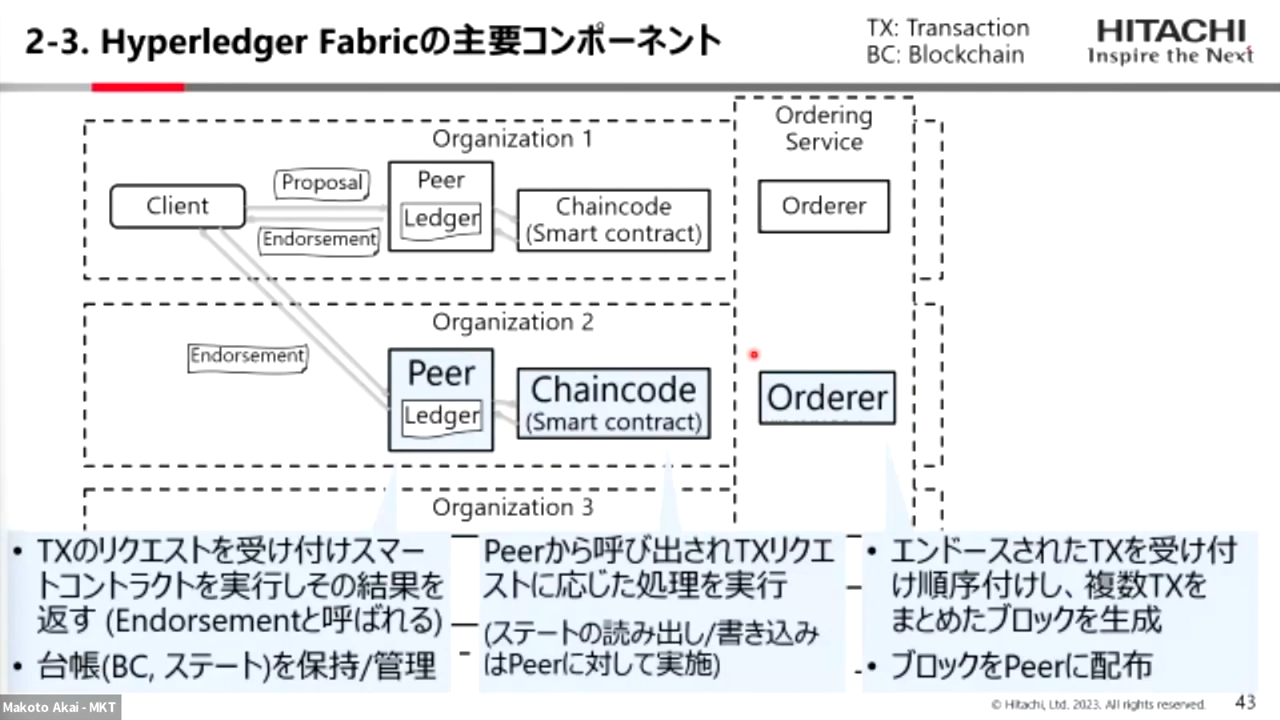 2-3. Hyperledger Fabricの主要コンポーネント
TX: Transaction
BC: Blockchain
HITACHI
Inspire the Next
Ordering
Service
Organization 1
Client
Proposal
Endorsement
Peer
Ledger
Chaincode
(Smart contract)
Orderer
Organization 2
Endorsement
Peer
Ledger
Chaincode
(Smart contract)
Orderer
Organization 3
• TXのリクエストを受け付けスマー
トコントラクトを実行しその結果を
返す (Endorsementと呼ばれる)
• 台帳(BC, ステート)を保持/管理
Peerから呼び出されTXリクエ
ストに応じた処理を実行
(ステートの読み出し/書き込み
はPeerに対して実施)
• エンドースされたTXを受け付
け順序付けし、複数TXを
まとめたブロックを生成
• ブロックをPeerに配布
Makoto Akai - MKT
© Hitachi, Ltd. 2023. All rights reserved.
43